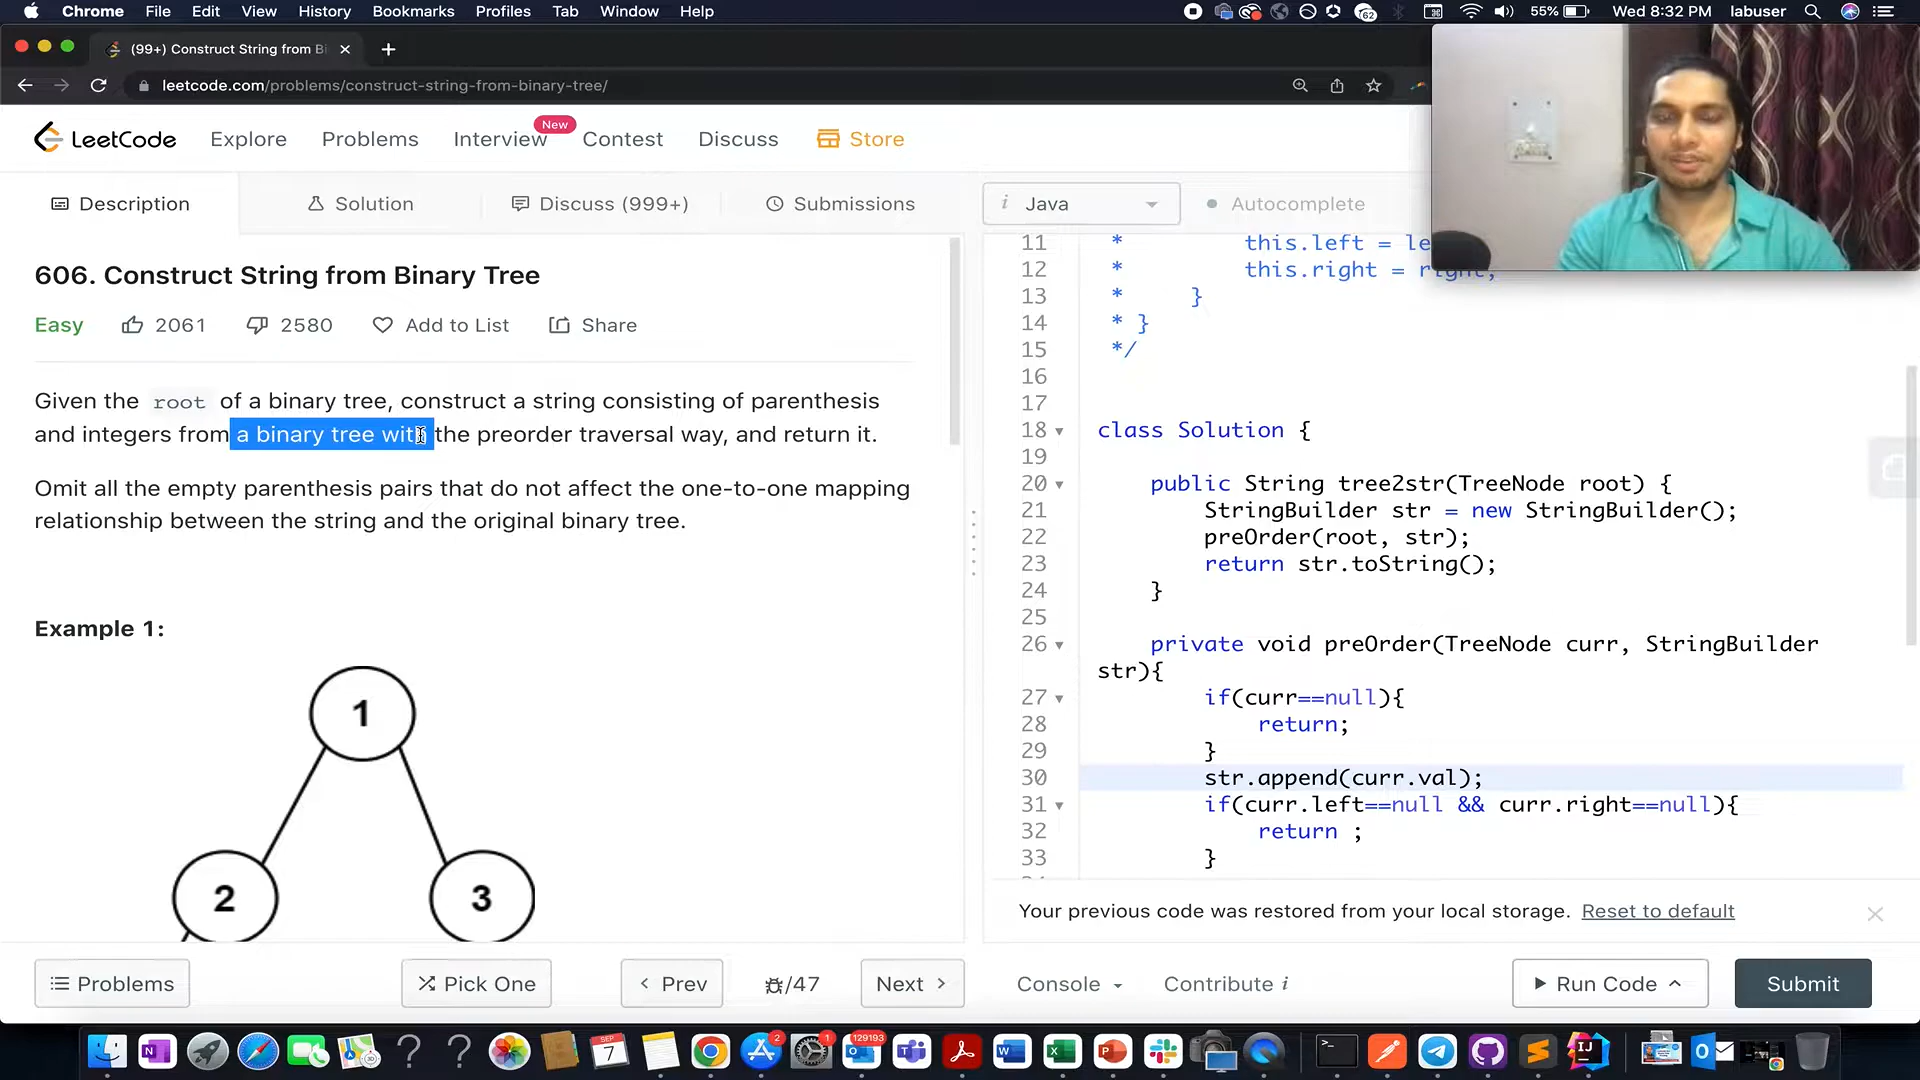 Chrome File Edit View History Bookmarks Profiles Tab Window Help
62 55% Wed 8:32 PM labuser
(99+) Construct String from Bi
leetcode.com/problems/construct-string-from-binary-tree/
LeetCode Explore Problems Interview New Contest Discuss Store
Description Solution Discuss (999+) Submissions
i Java Autocomplete
606. Construct String from Binary Tree
Easy 2061 2580 Add to List Share
Given the root of a binary tree, construct a string consisting of parenthesis
and integers from a binary tree with the preorder traversal way, and return it.
Omit all the empty parenthesis pairs that do not affect the one-to-one mapping
relationship between the string and the original binary tree.
Example 1:
1
2 3
11 * this.left = le
12 * this.right = right;
13 * }
14 * }
15 */
16
17
18 class Solution {
19
20 public String tree2str(TreeNode root) {
21 StringBuilder str = new StringBuilder();
22 preOrder(root, str);
23 return str.toString();
24 }
25
26 private void preOrder(TreeNode curr, StringBuilder
str){
27 if(curr==null){
28 return;
29 }
30 str.append(curr.val);
31 if(curr.left==null && curr.right==null){
32 return ;
33 }
Your previous code was restored from your local storage. Reset to default
Problems Pick One Prev /47 Next Console Contribute i Run Code Submit
SEP 7 2 1 129193